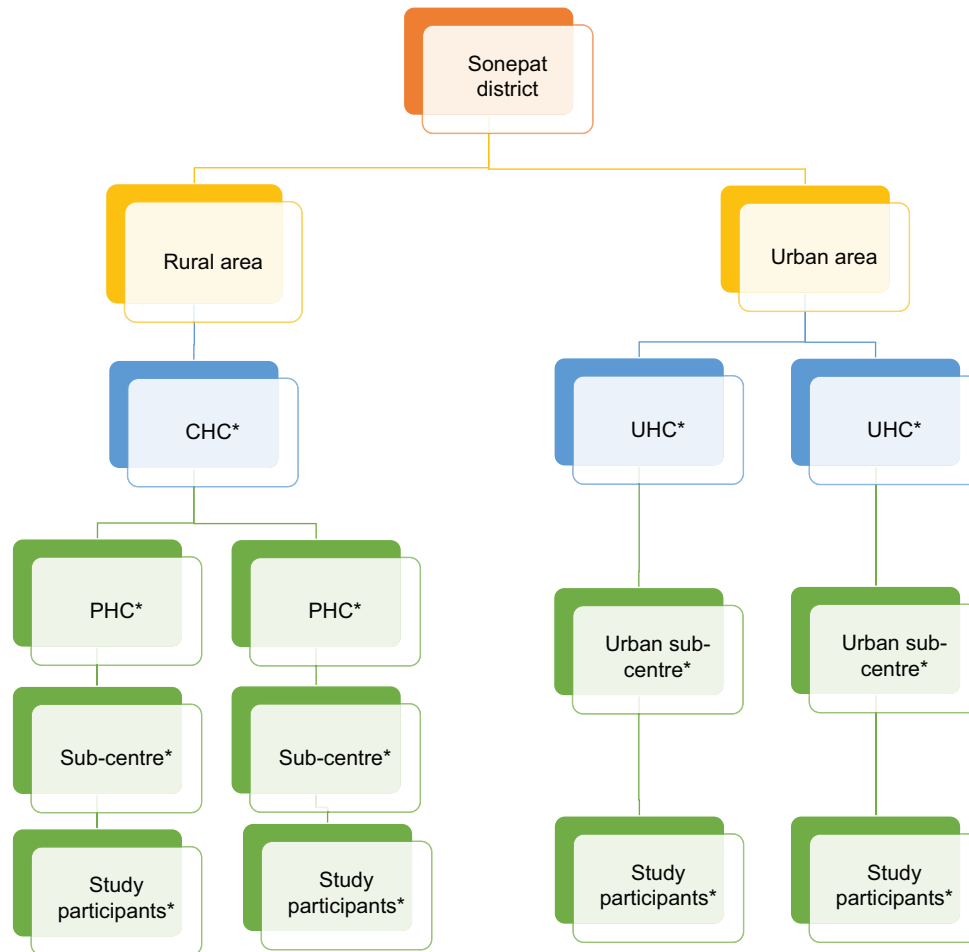 Sonepat
district
Rural area
Urban area
CHC*
UHC*
UHC*
PHC*
PHC*
Urban sub-
centre*
Urban sub-
centre*
Sub-centre*
Sub-centre*
Study
participants*
Study
participants*
Study
participants*
Study
participants*